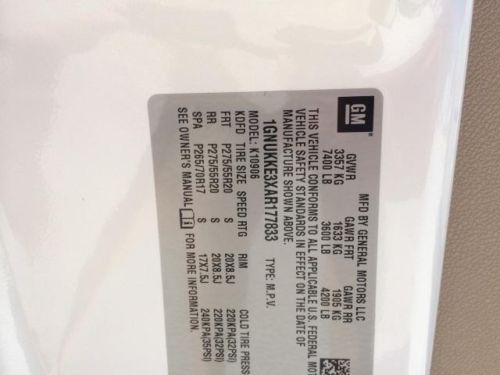 GM
MFD BY GENERAL MOTORS LLC
GVWR GAWR FRT GAWR RR
3357 KG 1633 KG 1905 KG
7400 LB 3600 LB 4200 LB
THIS VEHICLE CONFORMS TO ALL APPLICABLE U.S. FEDERAL MOTOR
VEHICLE SAFETY STANDARDS IN EFFECT ON THE DATE OF
MANUFACTURE SHOWN ABOVE.
1GNUKKE3XAR177833 TYPE: M.P.V.
MODEL: K10906
KDFD TIRE SIZE SPEED RTG RIM COLD TIRE PRESS
FRT P275/55R20 S 20X8.5J 220KPA(32PSI)
RR P275/55R20 S 20X8.5J 220KPA(32PSI)
SPA P265/70R17 S 17X7.5J 240KPA(35PSI)
SEE OWNER'S MANUAL